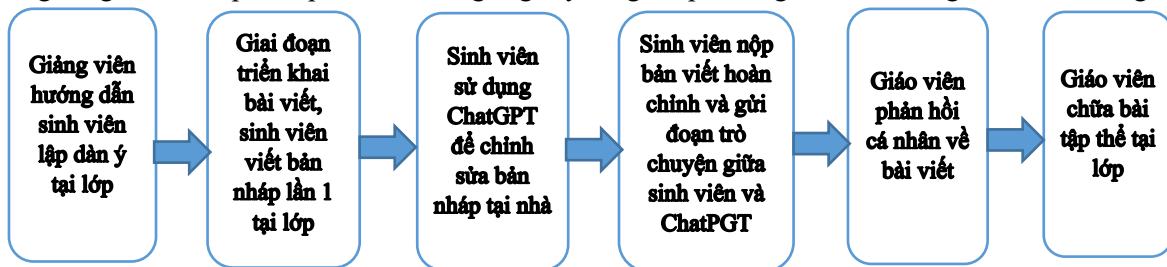 Giảng viên
hướng dẫn
sinh viên
lập dàn ý
tại lớp
Giai đoạn
triển khai
bài viết,
sinh viên
viết bản
nháp lần 1
tại lớp
Sinh viên
sử dụng
ChatGPT
để chỉnh
sửa bản
nháp tại nhà
Sinh viên nộp
bản viết hoàn
chỉnh và gửi
đoạn trò
chuyện giữa
sinh viên và
ChatPGT
Giáo viên
phản hồi
cá nhân về
bài viết
Giáo viên
chữa bài
tập thể tại
lớp